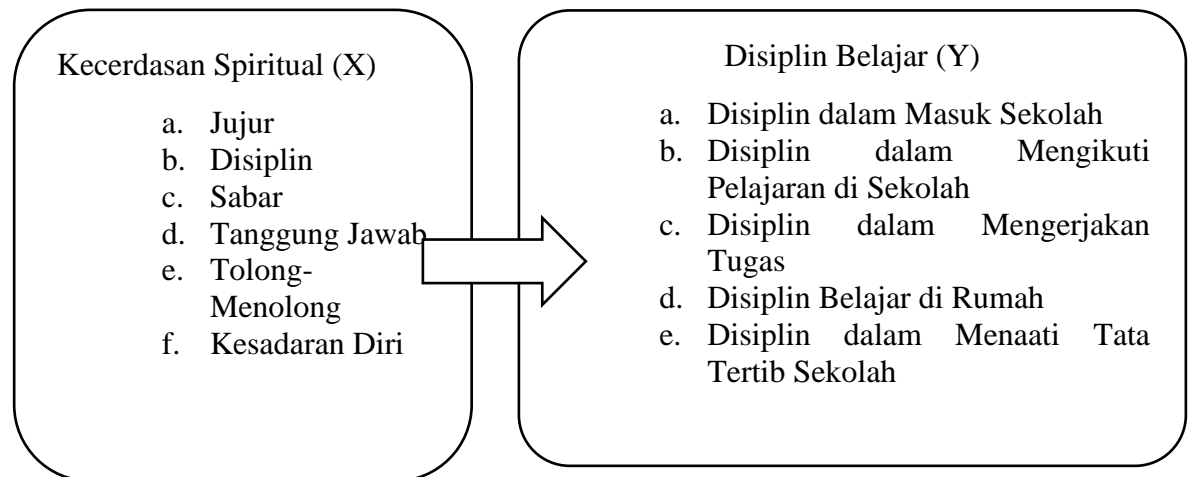 Kecerdasan Spiritual (X)
a. Jujur
b. Disiplin
c. Sabar
d. Tanggung Jawab
e. Tolong-
Menolong
f. Kesadaran Diri
Disiplin Belajar (Y)
a. Disiplin dalam Masuk Sekolah
b. Disiplin dalam Mengikuti
Pelajaran di Sekolah
c. Disiplin dalam Mengerjakan
Tugas
d. Disiplin Belajar di Rumah
e. Disiplin dalam Menaati Tata
Tertib Sekolah